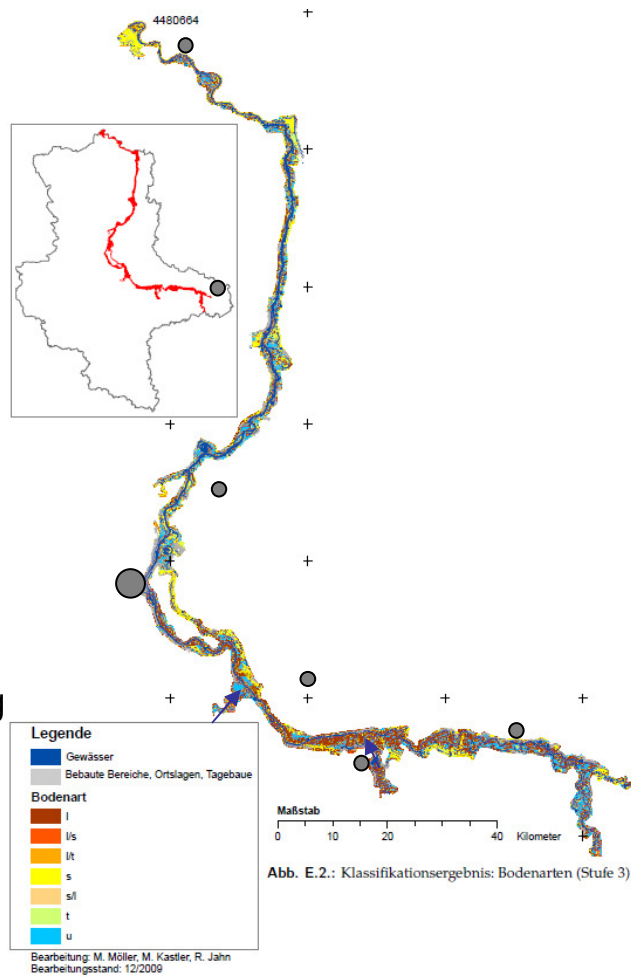 4480664
g
Legende
Gewässer
Bebaute Bereiche, Ortslagen, Tagebaue
Bodenart
l
l/s
l/t
s
s/l
t
u
Maßstab
0 10 20 40 Kilometer
Abb. E.2.: Klassifikationsergebnis: Bodenarten (Stufe 3)
Bearbeitung: M. Möller, M. Kastler, R. Jahn
Bearbeitungsstand: 12/2009